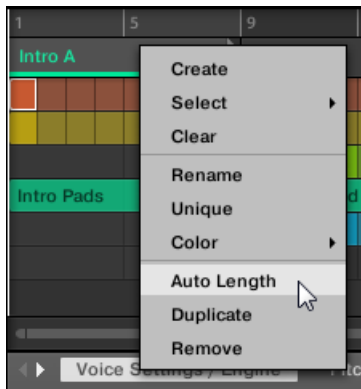 1 5 9
Intro A
Create
Select
Clear
Rename
Intro Pads
Unique
d
Color
Auto Length
Duplicate
Remove
Voice Settings / Engine
Pitc